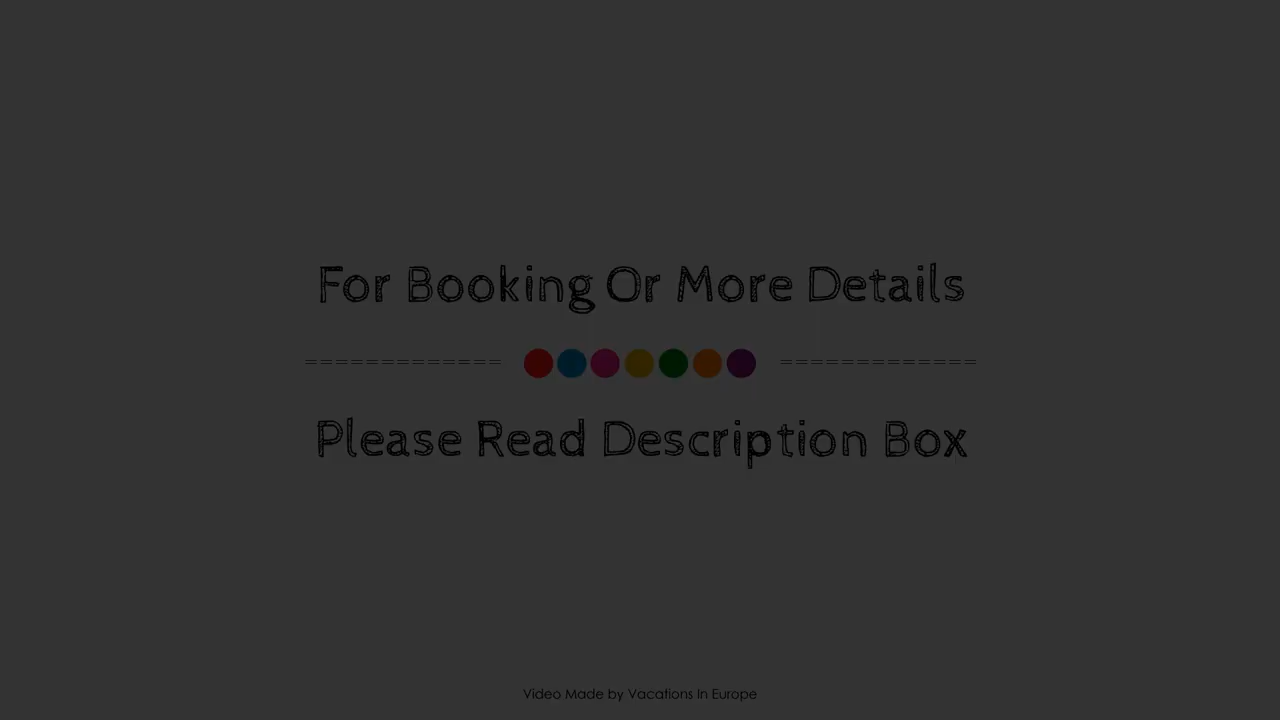 For Booking Or More Details
============= =============
Please Read Description Box
Video Made by Vacations In Europe